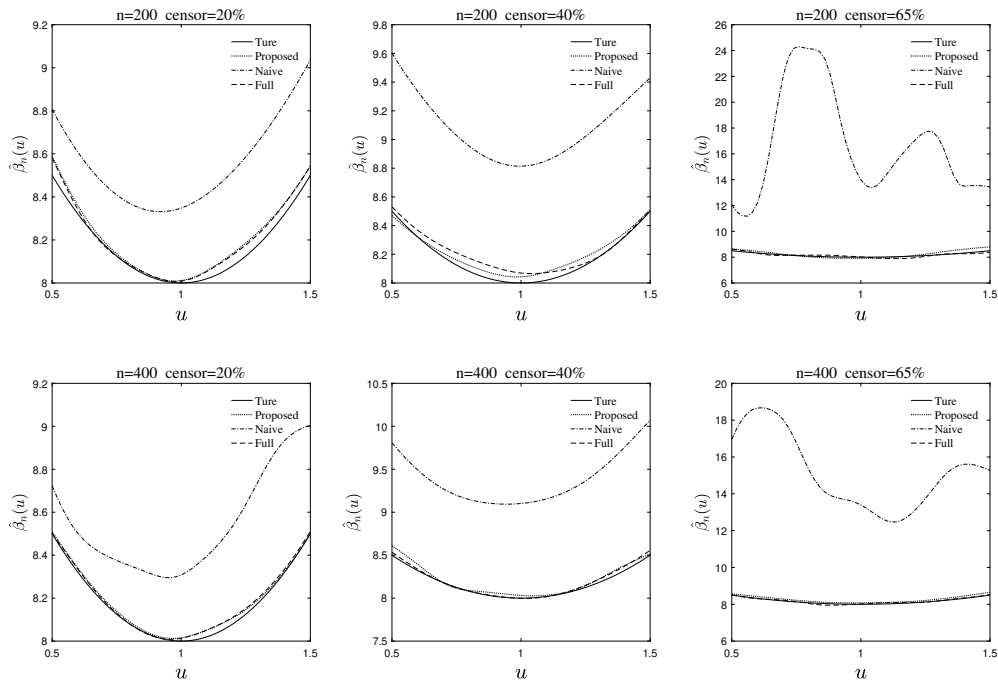 n=200 censor=20%
9.2
9
8.8
8.6
8.4
8.2
8
0.5 1 1.5
β̂ₙ(u)
u
Ture
Proposed
Naive
Full
n=200 censor=40%
9.8
9.6
9.4
9.2
9
8.8
8.6
8.4
8.2
8
0.5 1 1.5
β̂ₙ(u)
u
Ture
Proposed
Naive
Full
n=200 censor=65%
26
24
22
20
18
16
14
12
10
8
6
0.5 1 1.5
β̂ₙ(u)
u
Ture
Proposed
Naive
Full
n=400 censor=20%
9.2
9
8.8
8.6
8.4
8.2
8
0.5 1 1.5
β̂ₙ(u)
u
Ture
Proposed
Naive
Full
n=400 censor=40%
10.5
10
9.5
9
8.5
8
7.5
0.5 1 1.5
β̂ₙ(u)
u
Ture
Proposed
Naive
Full
n=400 censor=65%
20
18
16
14
12
10
8
6
0.5 1 1.5
β̂ₙ(u)
u
Ture
Proposed
Naive
Full